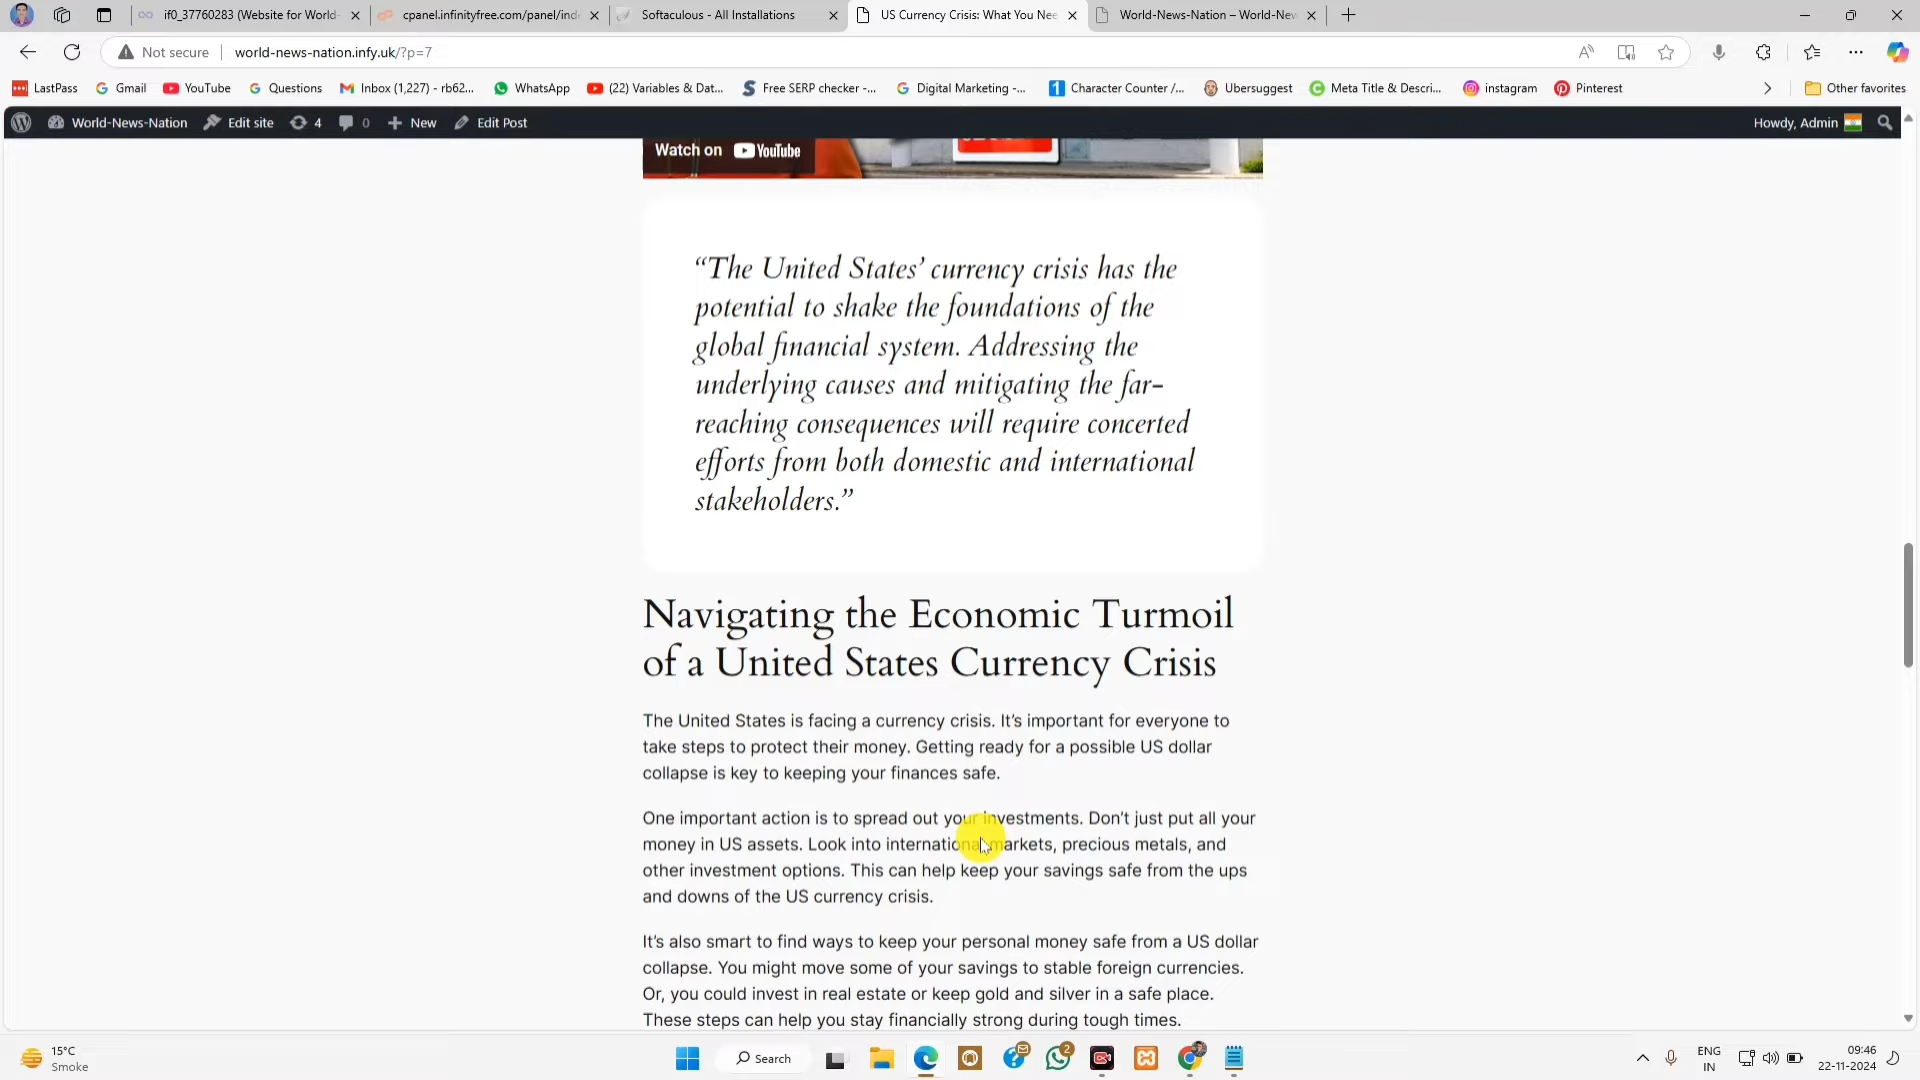 if0_37760283 (Website for World-
cpanel.infinityfree.com/panel/ind
Softaculous - All Installations
US Currency Crisis: What You Nee
World-News-Nation – World-New
Not secure
world-news-nation.infy.uk/?p=7
LastPass
Gmail
YouTube
Questions
Inbox (1,227) - rb62...
WhatsApp
(22) Variables & Dat...
Free SERP checker -...
Digital Marketing -...
Character Counter /...
Ubersuggest
Meta Title & Descri...
instagram
Pinterest
Other favorites
World-News-Nation
Edit site
4
0
New
Edit Post
Howdy, Admin
Watch on YouTube
“The United States’ currency crisis has the
potential to shake the foundations of the
global financial system. Addressing the
underlying causes and mitigating the far-
reaching consequences will require concerted
efforts from both domestic and international
stakeholders.”
Navigating the Economic Turmoil
of a United States Currency Crisis
The United States is facing a currency crisis. It’s important for everyone to
take steps to protect their money. Getting ready for a possible US dollar
collapse is key to keeping your finances safe.
One important action is to spread out your investments. Don’t just put all your
money in US assets. Look into international markets, precious metals, and
other investment options. This can help keep your savings safe from the ups
and downs of the US currency crisis.
It’s also smart to find ways to keep your personal money safe from a US dollar
collapse. You might move some of your savings to stable foreign currencies.
Or, you could invest in real estate or keep gold and silver in a safe place.
These steps can help you stay financially strong during tough times.
15°C
Smoke
Search
2
ENG
IN
09:46
22-11-2024